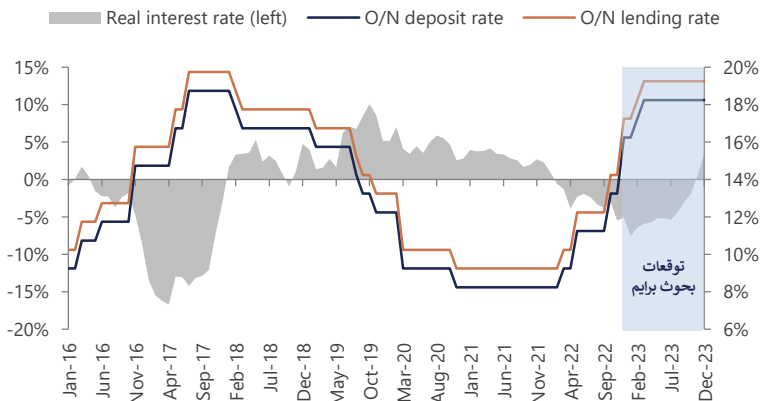 Real interest rate (left) O/N deposit rate O/N lending rate
15% 20%
10% 18%
5% 16%
0% 14%
-5% 12%
-10% 10%
-15% 8%
-20% 6%
توقعات
بحوث برايم
Jan-16 Jun-16 Nov-16 Apr-17 Sep-17 Feb-18 Jul-18 Dec-18 May-19 Oct-19 Mar-20 Aug-20 Jan-21 Jun-21 Nov-21 Apr-22 Sep-22 Feb-23 Jul-23 Dec-23